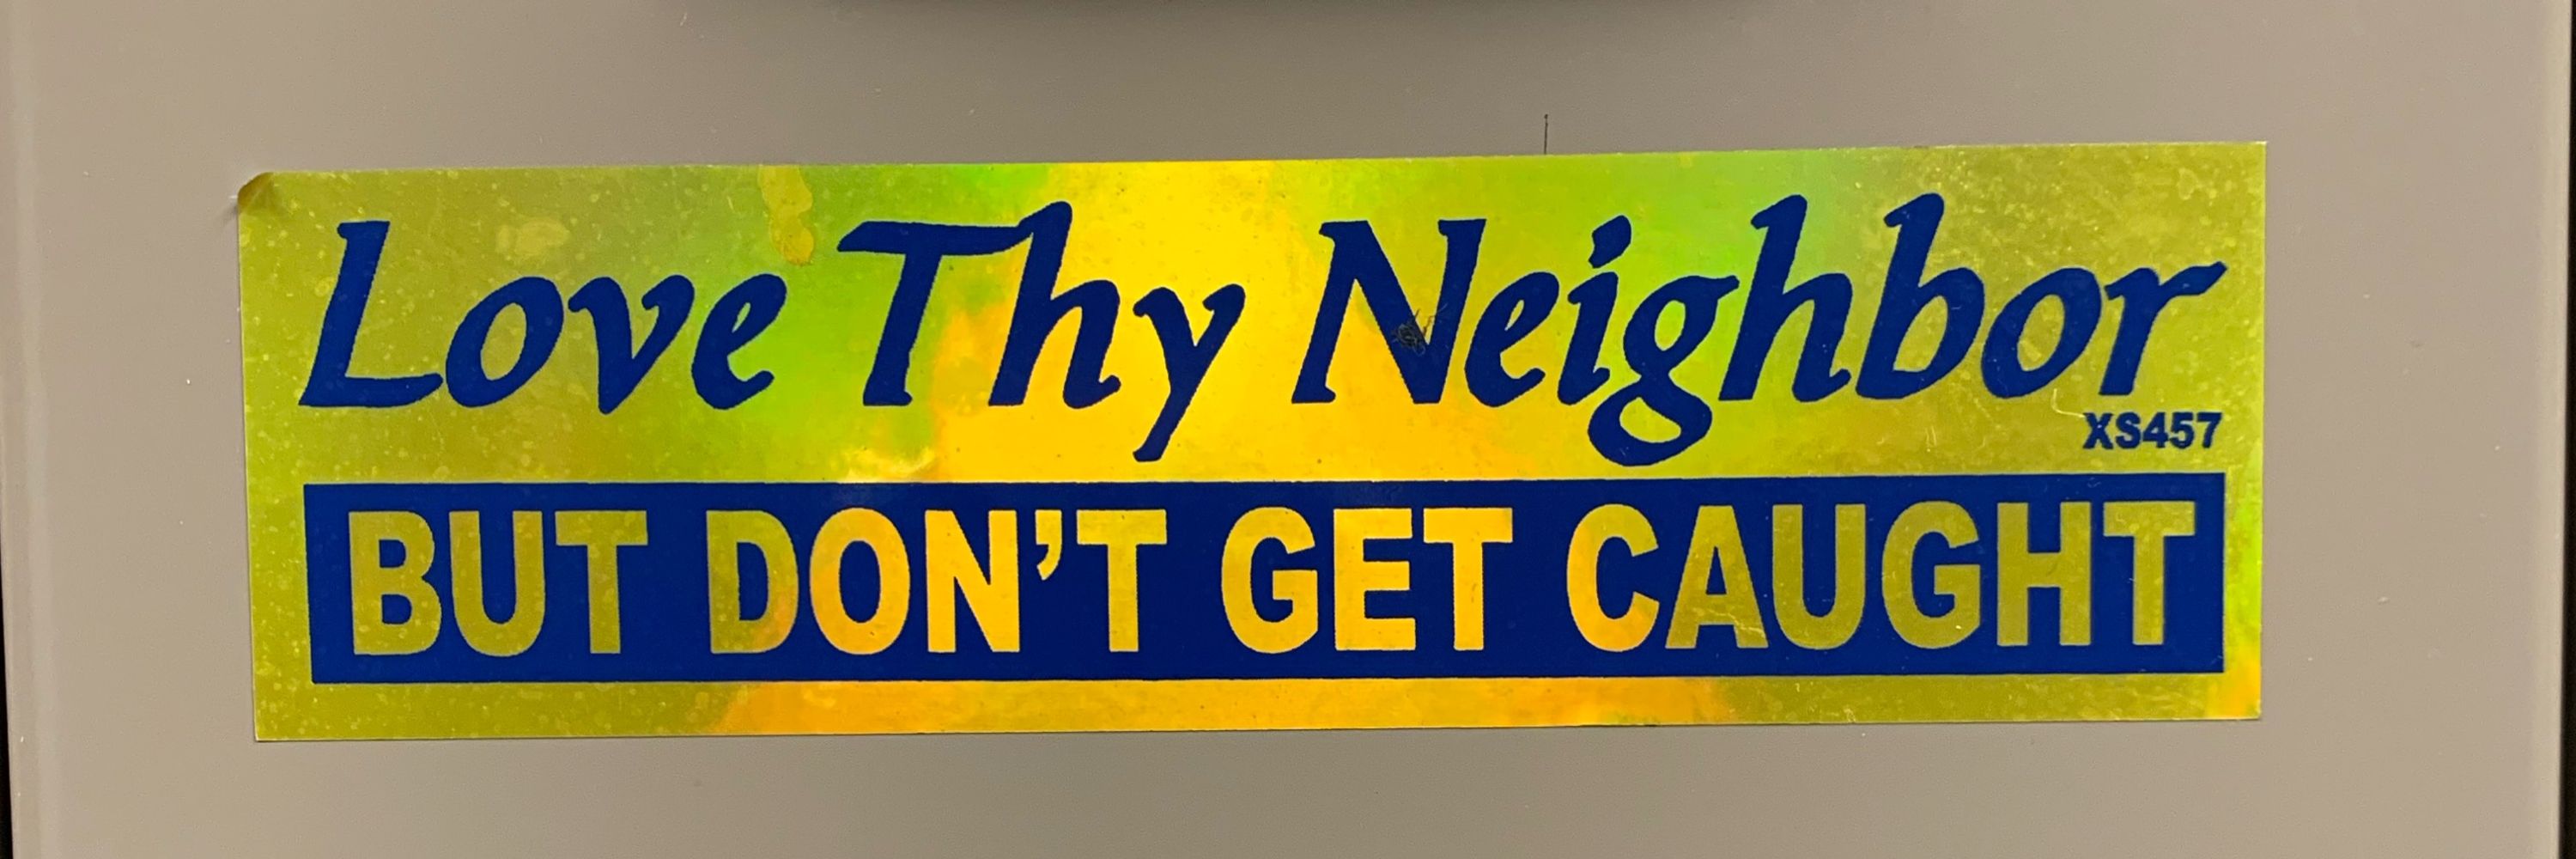 Love Thy Neighbor
XS457
BUT DON'T GET CAUGHT